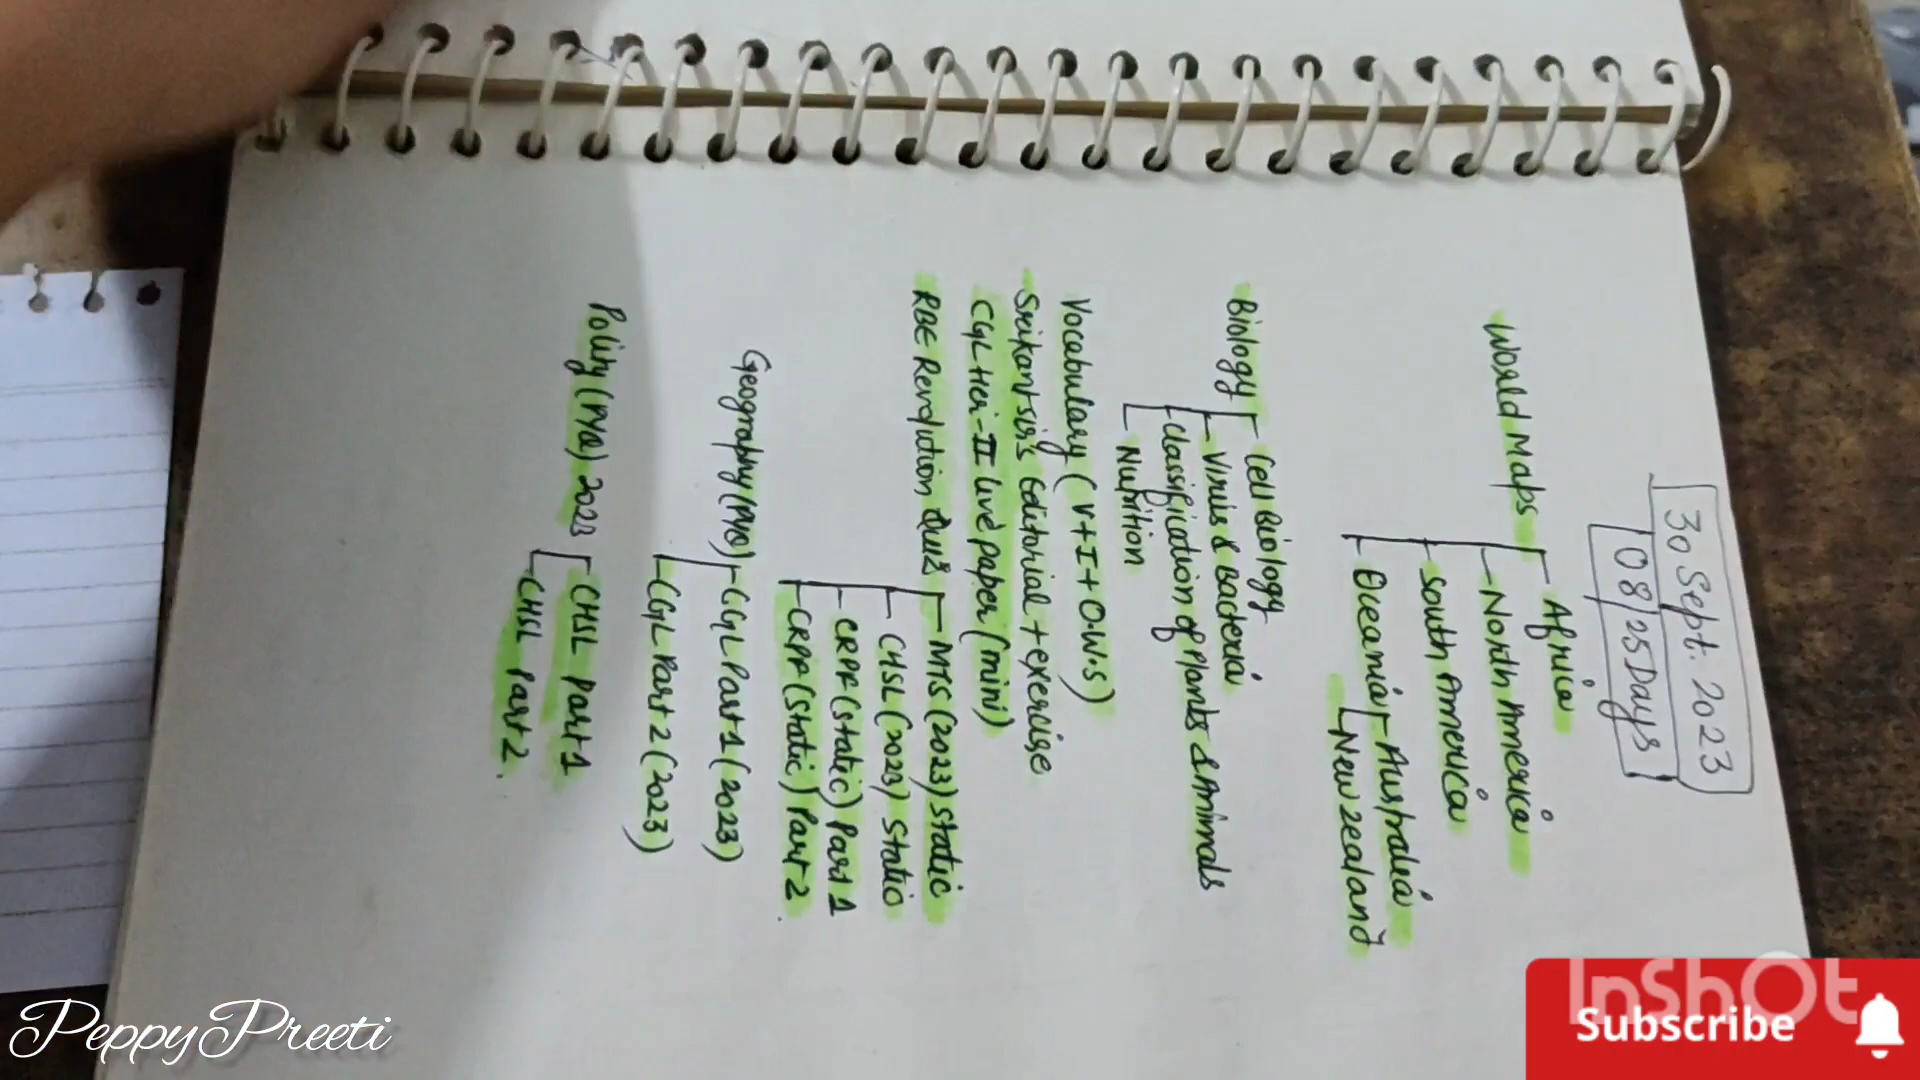 30 Sept. 2023
08/25 Days
World Maps
Africa
North America
South America
Oceania
Australia
New zealand
Biology
Cell Biology
Virus & Bacteria
Classification of Plants & Animals
Nutrition
Vocabulary (V+I+O.W.S)
Srikant sir's Editorial + exercise
CGL tier-II live paper (mini)
RBE Revolution Quiz
MTS (2023) static
CHSL (2023) static
CRPF (static) Part 1
CRPF (static) Part 2
Geography (PYQ)
CGL Part 1 (2023)
CGL Part 2 (2023)
Polity (PYQ) 2023
CHSL Part 1
CHSL Part 2.
PeppyPreeti
InShOt
Subscribe